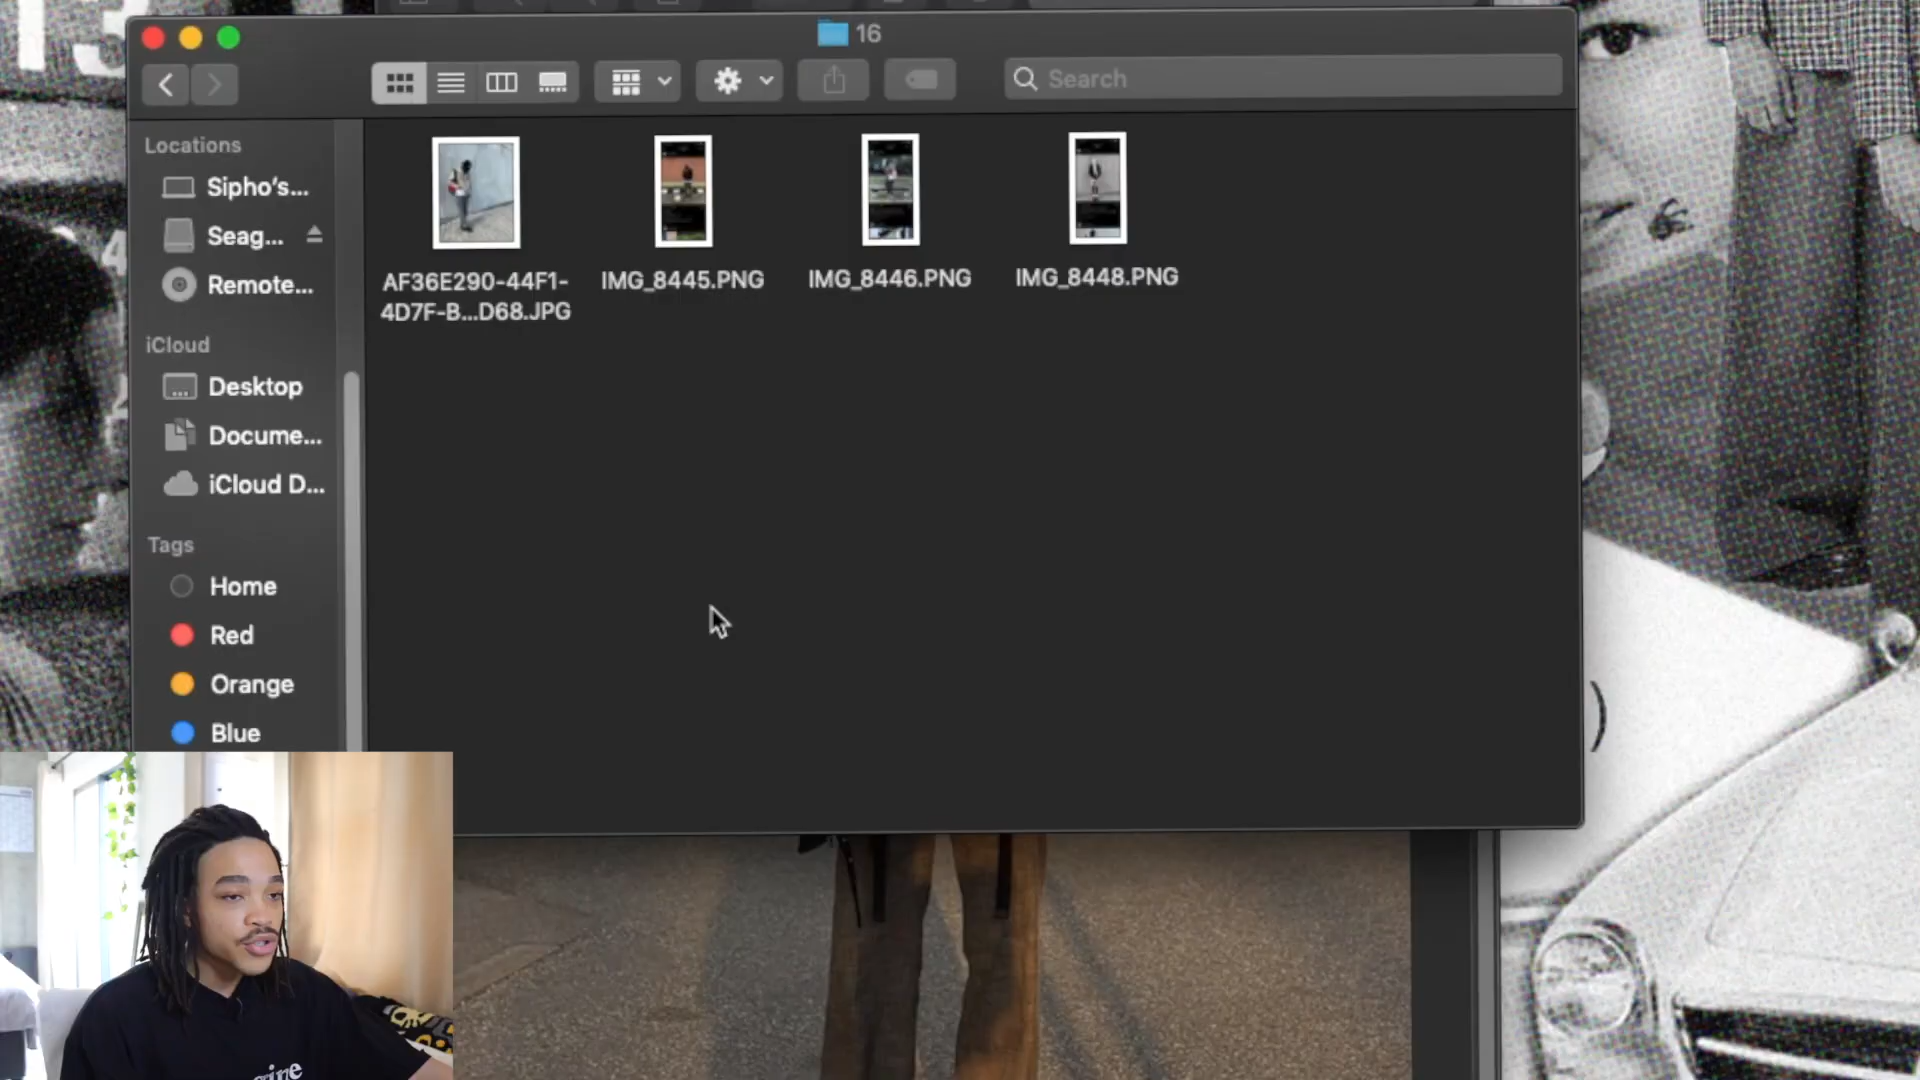 16
Search
Locations
Sipho's...
Seag...
Remote...
iCloud
Desktop
Docume...
iCloud D...
Tags
Home
Red
Orange
Blue
AF36E290-44F1-
4D7F-B...D68.JPG
IMG_8445.PNG
IMG_8446.PNG
IMG_8448.PNG
)